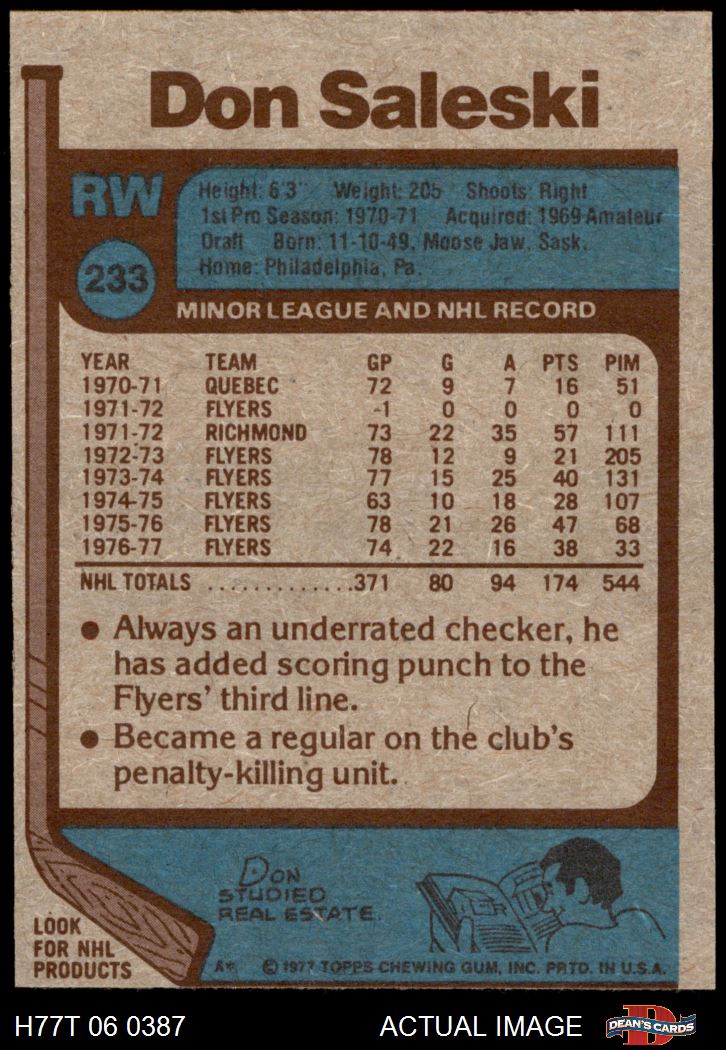 Don Saleski
RW
Height: 6'3" Weight: 205 Shoots: Right
1st Pro Season: 1970-71 Acquired: 1969 Amateur
Draft Born: 11-10-49, Moose Jaw, Sask.
Home: Philadelphia, Pa.
233
MINOR LEAGUE AND NHL RECORD
YEAR TEAM GP G A PTS PIM
1970-71 QUEBEC 72 9 7 16 51
1971-72 FLYERS -1 0 0 0 0
1971-72 RICHMOND 73 22 35 57 111
1972-73 FLYERS 78 12 9 21 205
1973-74 FLYERS 77 15 25 40 131
1974-75 FLYERS 63 10 18 28 107
1975-76 FLYERS 78 21 26 47 68
1976-77 FLYERS 74 22 16 38 33
NHL TOTALS ..............371 80 94 174 544
● Always an underrated checker, he
has added scoring punch to the
Flyers' third line.
● Became a regular on the club's
penalty-killing unit.
DON
STUDIED
REAL ESTATE.
LOOK
FOR NHL
PRODUCTS
A* © 1977 TOPPS CHEWING GUM, INC. PRTD. IN U.S.A.
H77T 06 0387 ACTUAL IMAGE DEAN'S CARDS